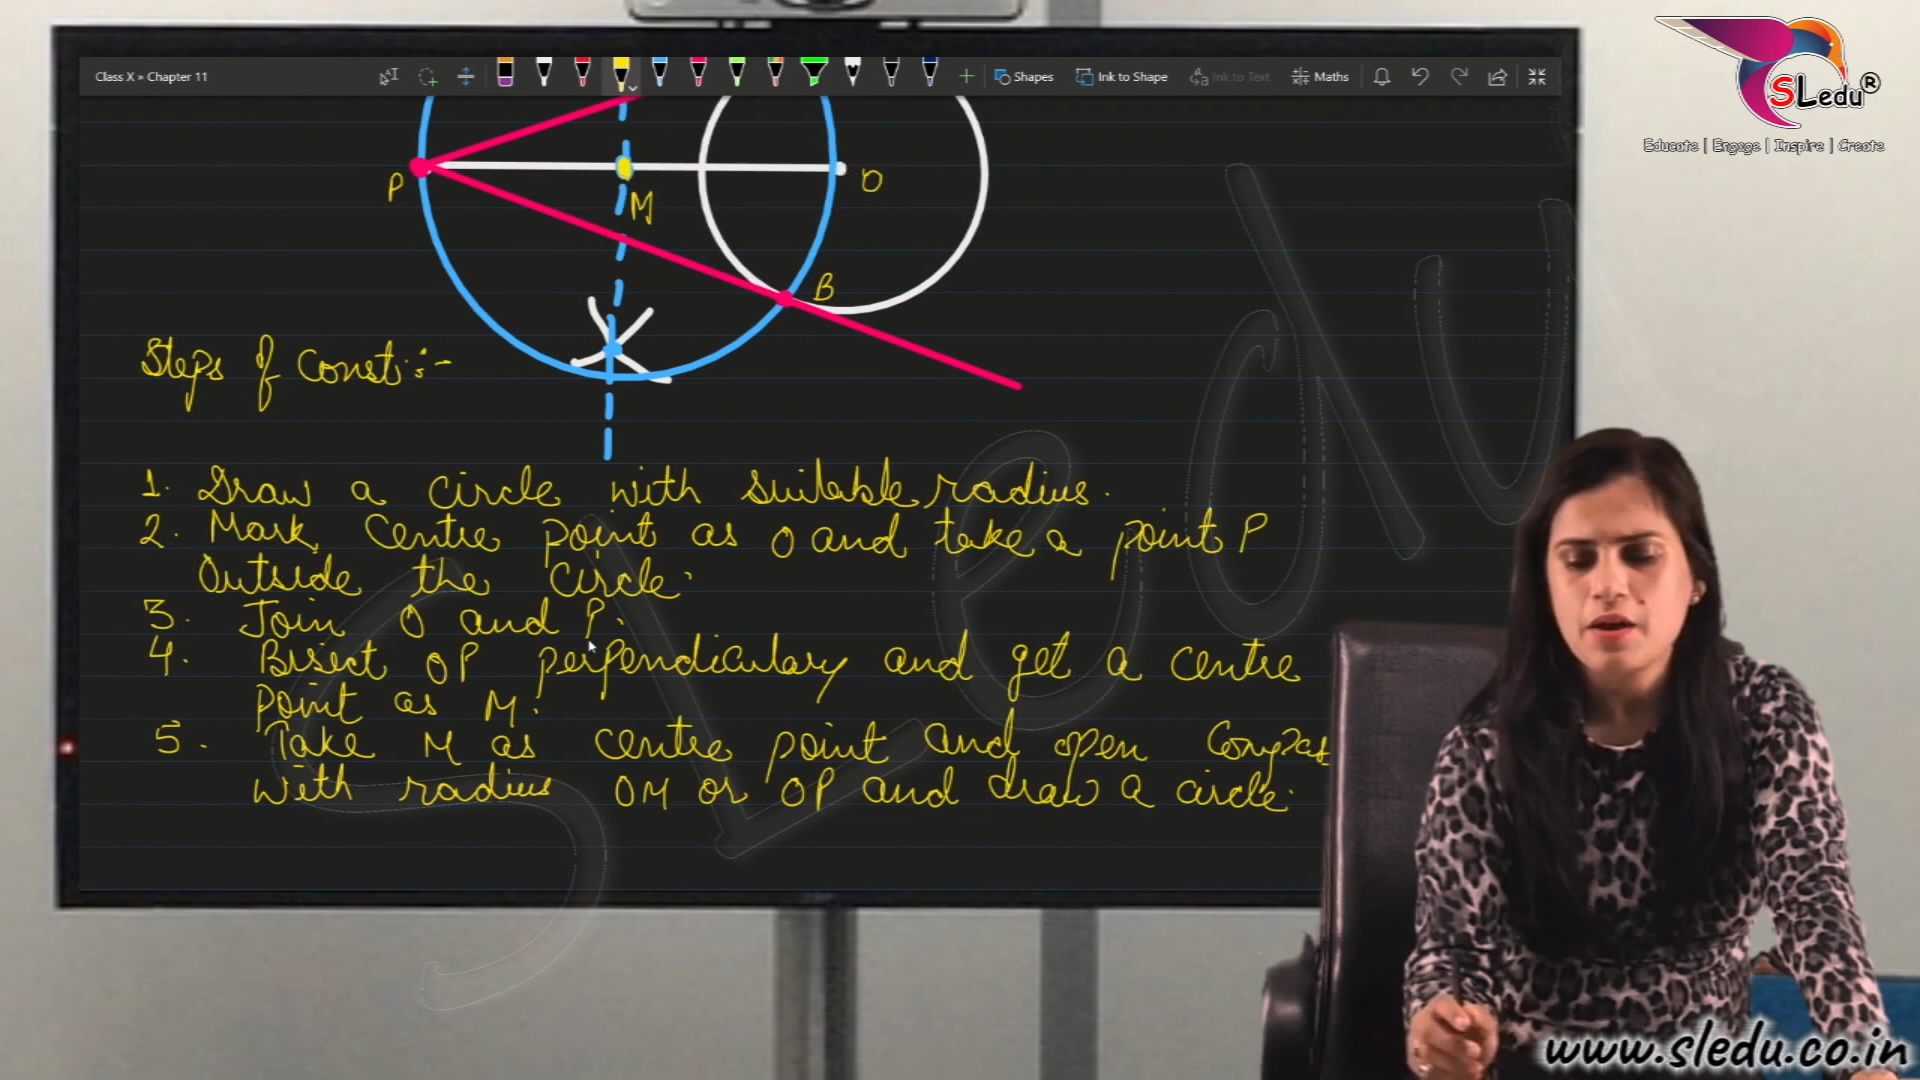 Class X » Chapter 11
Shapes
Ink to Shape
Ink to Text
Maths
SLedu®
Educate | Engage | Inspire | Create
P
M
O
B
Steps of Const :-
1. Draw a circle with suitable radius.
2. Mark centre point as O and take a point P
Outside the circle.
3. Join O and P.
4. Bisect OP perpendiculary and get a centre
point as M.
5. Take M as centre point and open Compas
with radius OM or OP and draw a circle.
SLedu
www.sledu.co.in